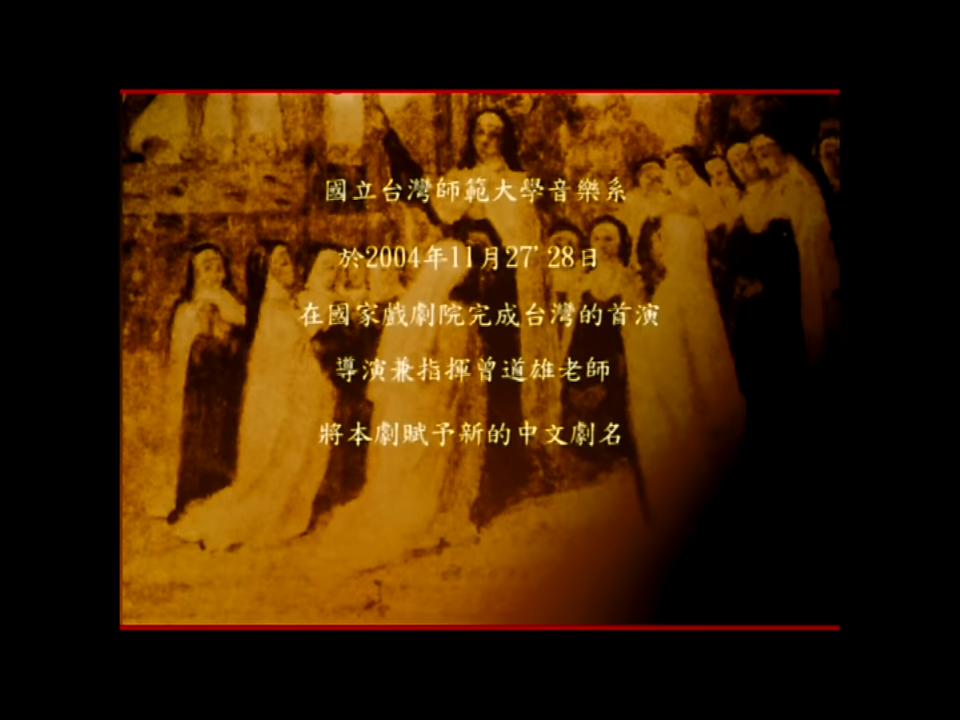 國立台灣師範大學音樂系
於2004年11月27' 28日
在國家戲劇院完成台灣的首演
導演兼指揮曾道雄老師
將本劇賦予新的中文劇名